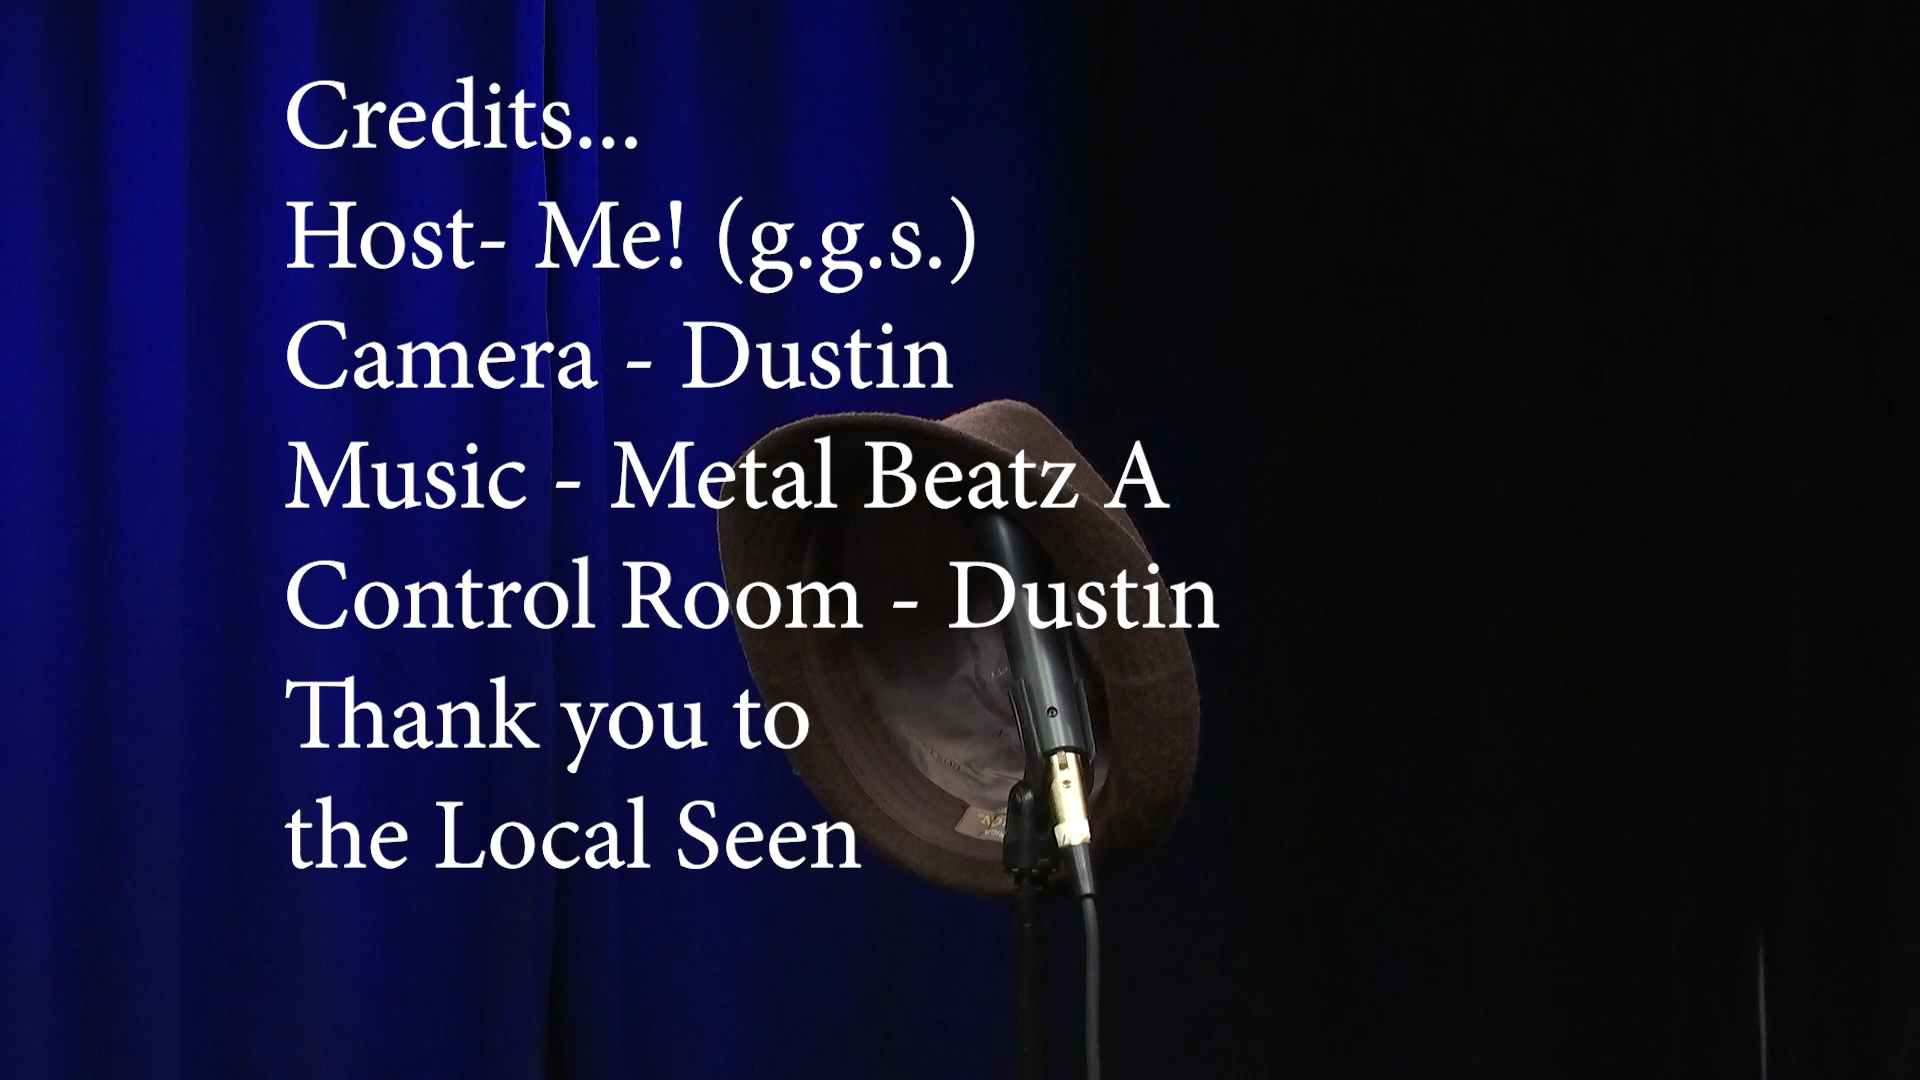 Credits...
Host- Me! (g.g.s.)
Camera - Dustin
Music - Metal Beatz A
Control Room - Dustin
Thank you to
the Local Seen